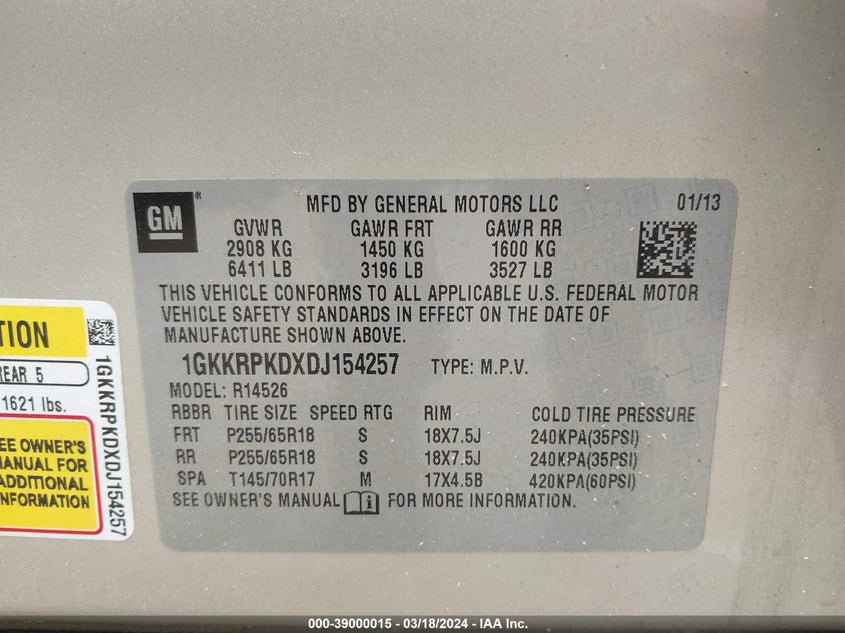 GM ®
MFD BY GENERAL MOTORS LLC 01/13
GVWR GAWR FRT GAWR RR
2908 KG 1450 KG 1600 KG
6411 LB 3196 LB 3527 LB
THIS VEHICLE CONFORMS TO ALL APPLICABLE U.S. FEDERAL MOTOR
VEHICLE SAFETY STANDARDS IN EFFECT ON THE DATE OF
MANUFACTURE SHOWN ABOVE.
1GKKRPKDXDJ154257 TYPE: M.P.V.
MODEL: R14526
RBBR TIRE SIZE SPEED RTG RIM COLD TIRE PRESSURE
FRT P255/65R18 S 18X7.5J 240KPA(35PSI)
RR P255/65R18 S 18X7.5J 240KPA(35PSI)
SPA T145/70R17 M 17X4.5B 420KPA(60PSI)
SEE OWNER'S MANUAL FOR MORE INFORMATION.
REAR 5
1621 lbs.
SEE OWNER'S
MANUAL FOR
ADDITIONAL
INFORMATION
1GKKRPKDXDJ154257
000-39000015 — 03/18/2024 — IAA Inc.